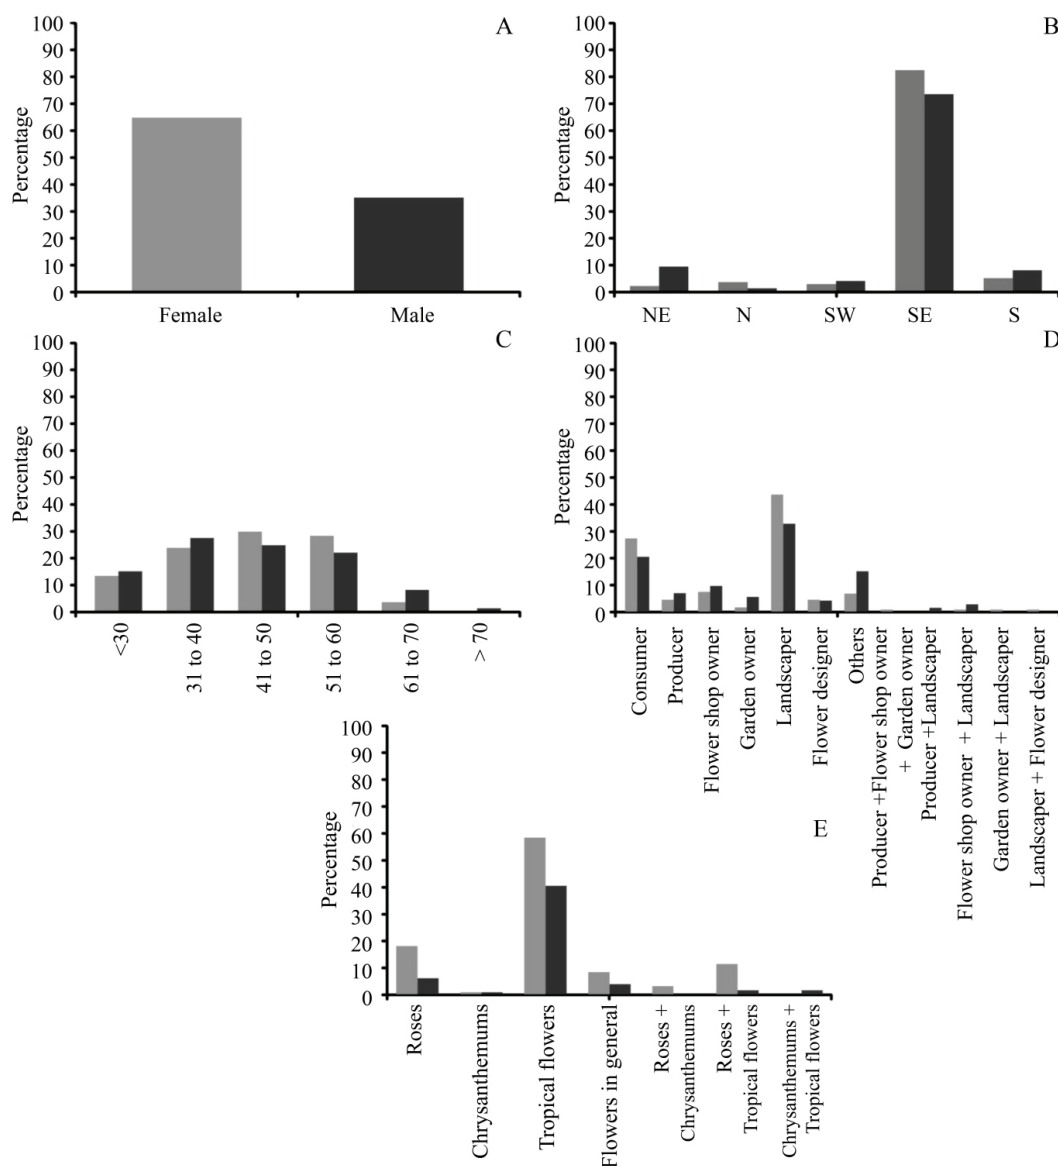 A
Percentage
100
90
80
70
60
50
40
30
20
10
0
Female Male
B
Percentage
100
90
80
70
60
50
40
30
20
10
0
NE N SW SE S
C
Percentage
100
90
80
70
60
50
40
30
20
10
0
<30
31 to 40
41 to 50
51 to 60
61 to 70
> 70
D
Percentage
100
90
80
70
60
50
40
30
20
10
0
Consumer
Producer
Flower shop owner
Garden owner
Landscaper
Flower designer
Others
Producer +Flower shop owner
+ Garden owner
Producer +Landscaper
Flower shop owner + Landscaper
Garden owner + Landscaper
Landscaper + Flower designer
E
Percentage
100
90
80
70
60
50
40
30
20
10
0
Roses
Chrysanthemums
Tropical flowers
Flowers in general
Roses +
Chrysanthemums
Roses +
Tropical flowers
Chrysanthemums +
Tropical flowers